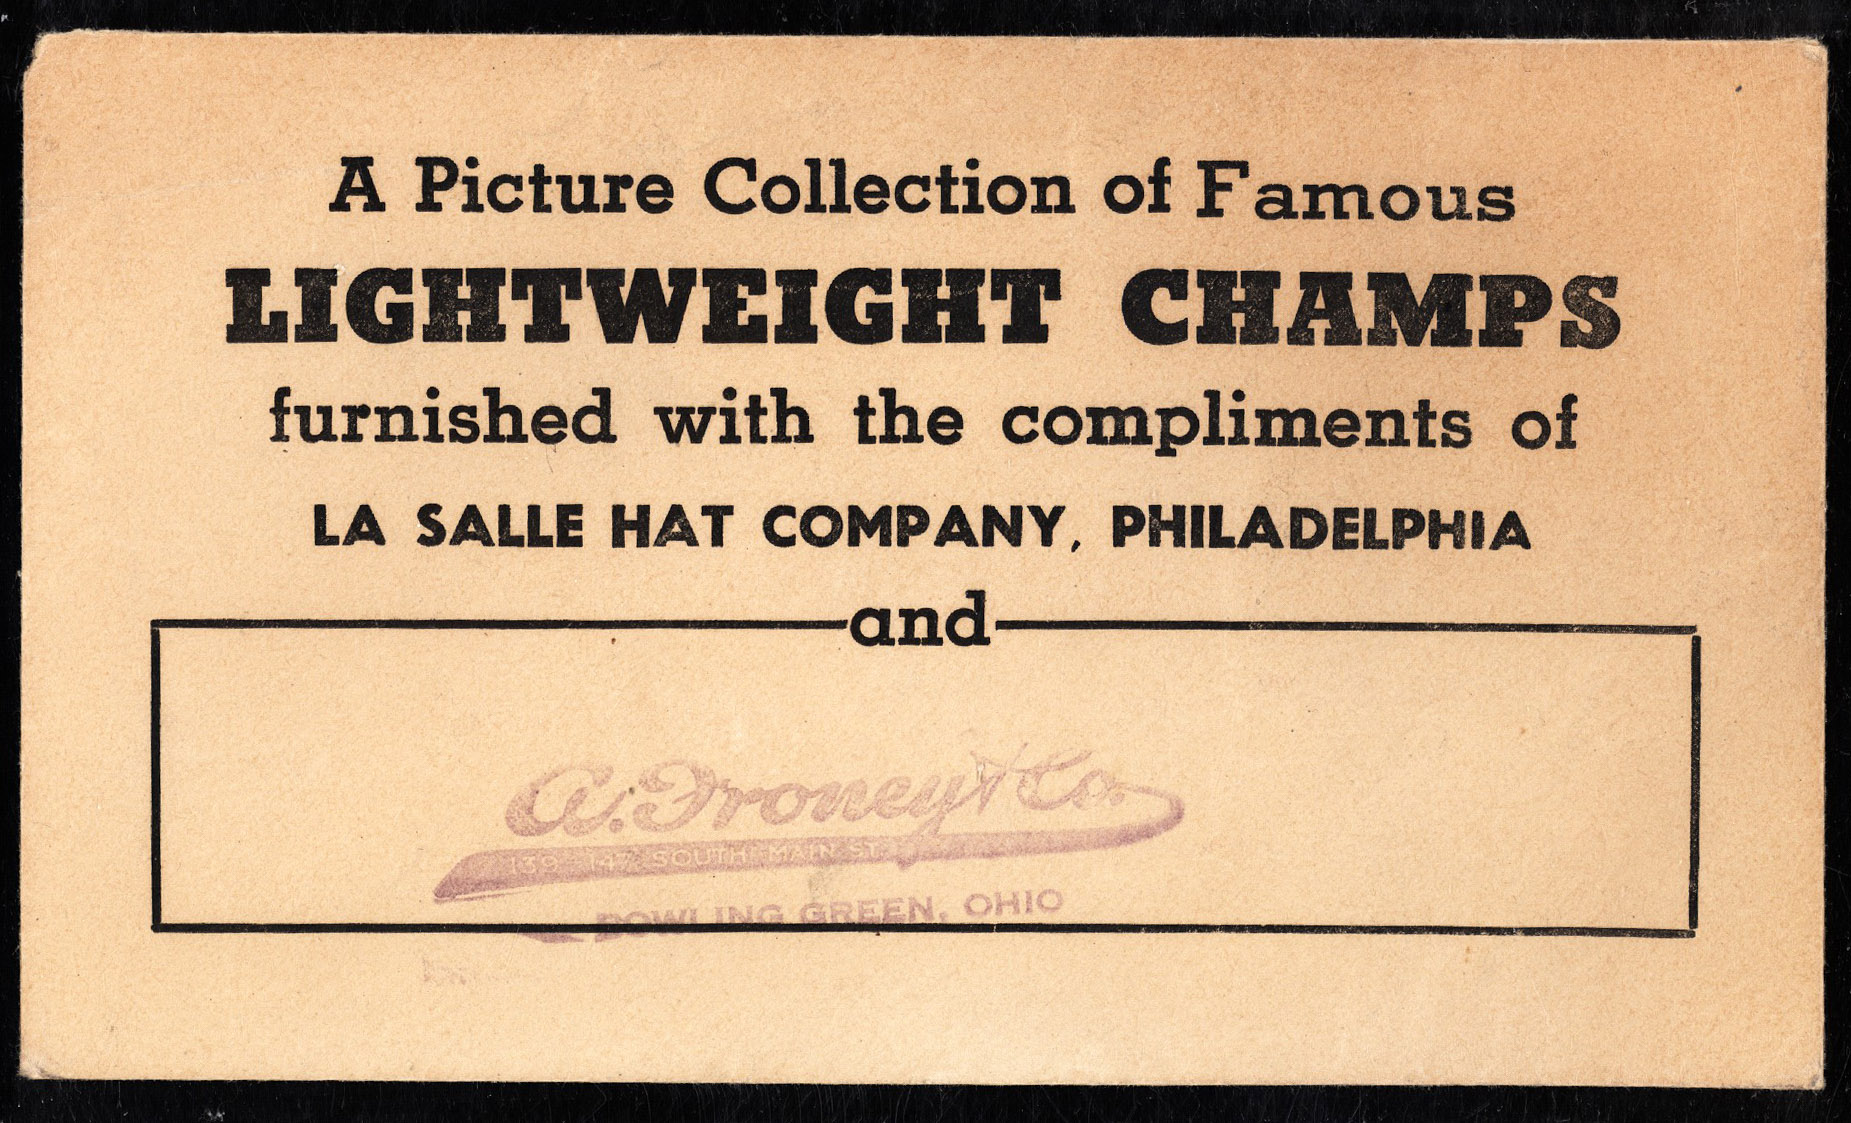 A Picture Collection of Famous
LIGHTWEIGHT CHAMPS
furnished with the compliments of
LA SALLE HAT COMPANY, PHILADELPHIA
and
A. Froney & Co.
139 147 SOUTH MAIN ST.
BOWLING GREEN, OHIO